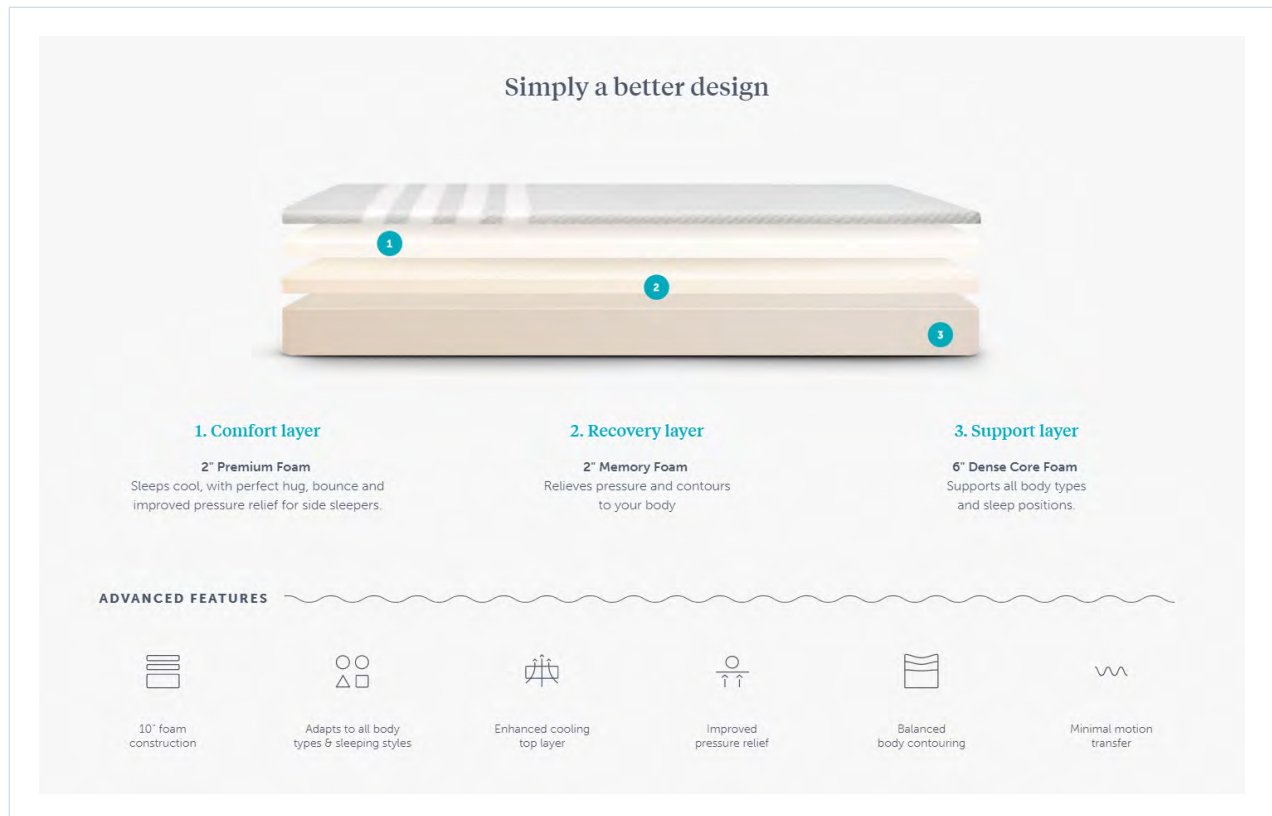 Simply a better design
1
2
3
1. Comfort layer
2" Premium Foam
Sleeps cool, with perfect hug, bounce and
improved pressure relief for side sleepers.
2. Recovery layer
2" Memory Foam
Relieves pressure and contours
to your body
3. Support layer
6" Dense Core Foam
Supports all body types
and sleep positions.
ADVANCED FEATURES
10" foam
construction
Adapts to all body
types & sleeping styles
Enhanced cooling
top layer
Improved
pressure relief
Balanced
body contouring
Minimal motion
transfer